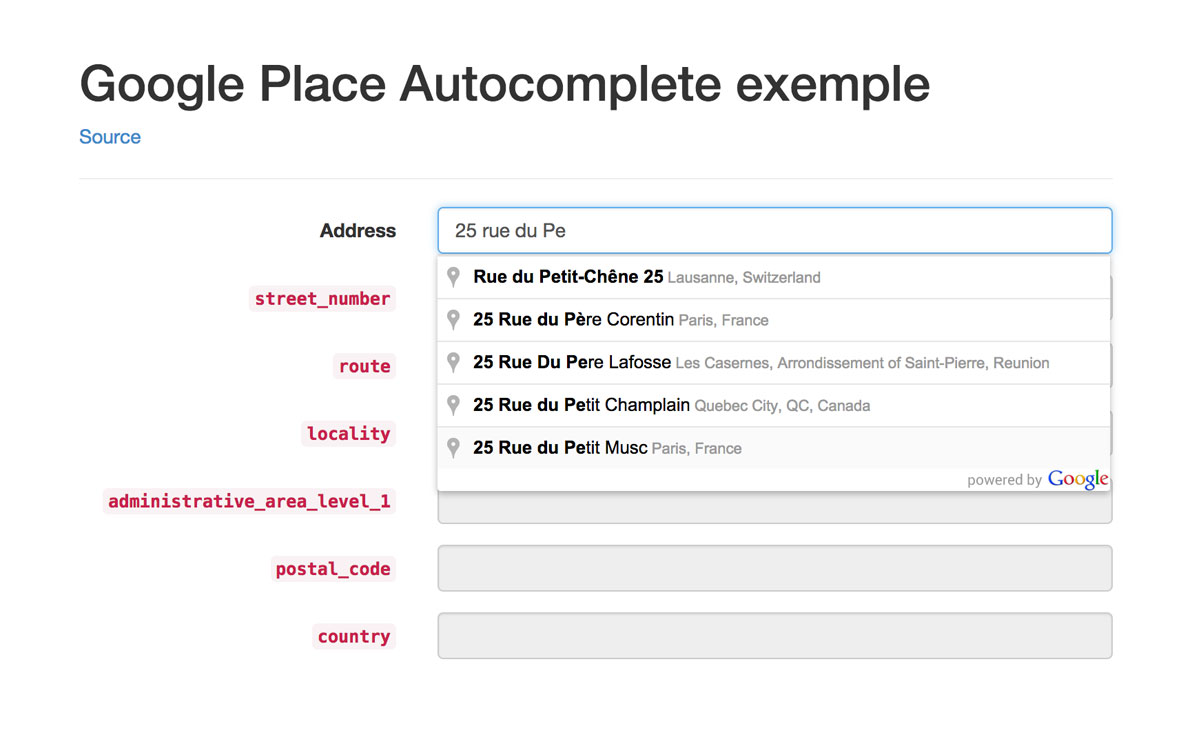 Google Place Autocomplete exemple
Source
Address
25 rue du Pe
Rue du Petit-Chêne 25 Lausanne, Switzerland
street_number
25 Rue du Père Corentin Paris, France
route
25 Rue Du Pere Lafosse Les Casernes, Arrondissement of Saint-Pierre, Reunion
25 Rue du Petit Champlain Quebec City, QC, Canada
locality
25 Rue du Petit Musc Paris, France
powered by Google
administrative_area_level_1
postal_code
country